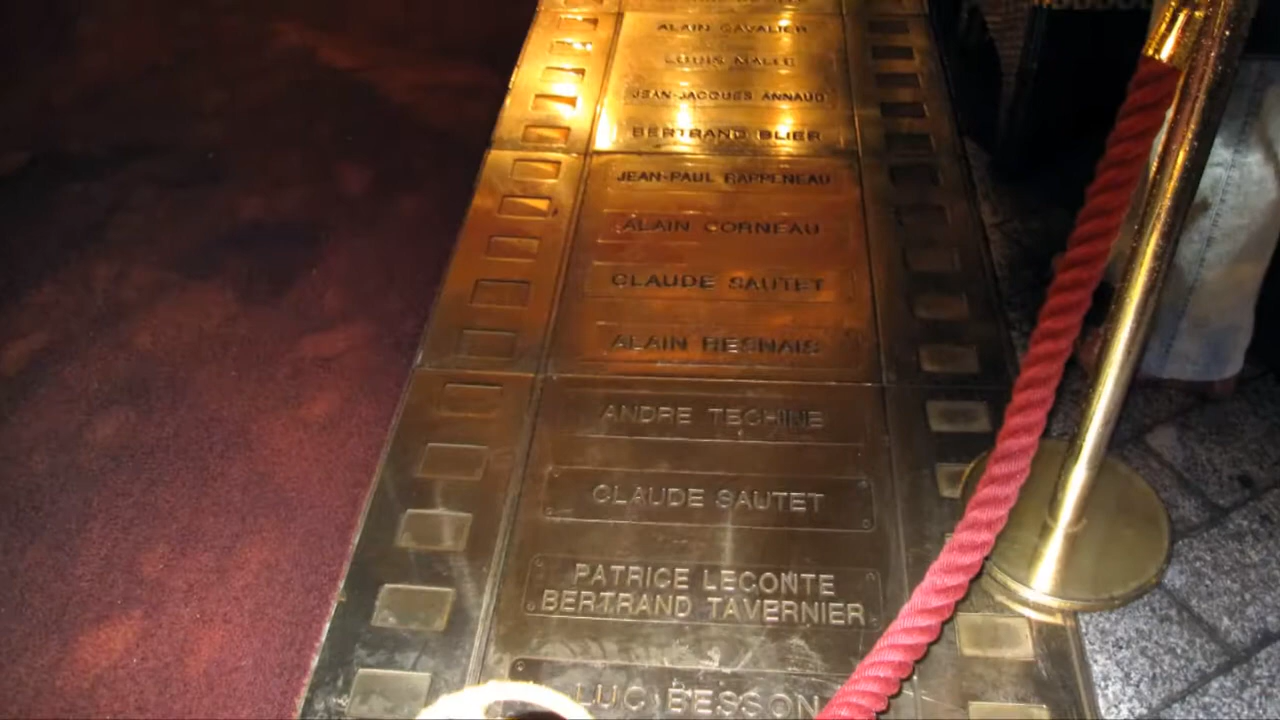 ALAIN CAVALIER
LOUIS MALLE
JEAN-JACQUES ANNAUD
BERTRAND BLIER
JEAN-PAUL RAPPENEAU
ALAIN CORNEAU
CLAUDE SAUTET
ALAIN RESNAIS
ANDRE TECHINE
CLAUDE SAUTET
PATRICE LECONTE
BERTRAND TAVERNIER
LUC BESSON